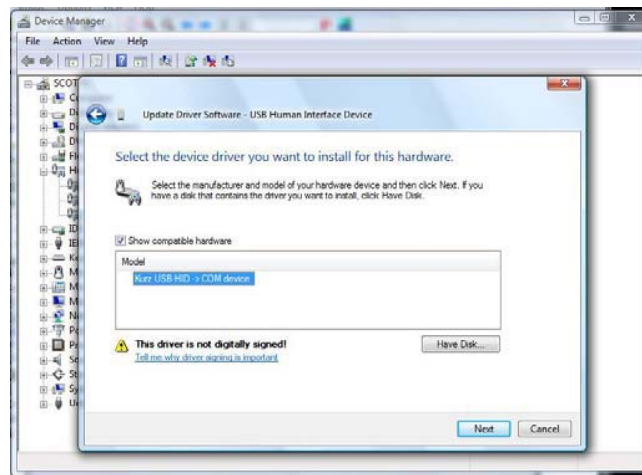 Device Manager
File Action View Help
SCOT
Update Driver Software - USB Human Interface Device
Select the device driver you want to install for this hardware.
Select the manufacturer and model of your hardware device and then click Next. If you
have a disk that contains the driver you want to install, click Have Disk.
Show compatible hardware
Model
Kurz USB HID -> COM device
This driver is not digitally signed!
Have Disk...
Tell me why driver signing is important
Next
Cancel